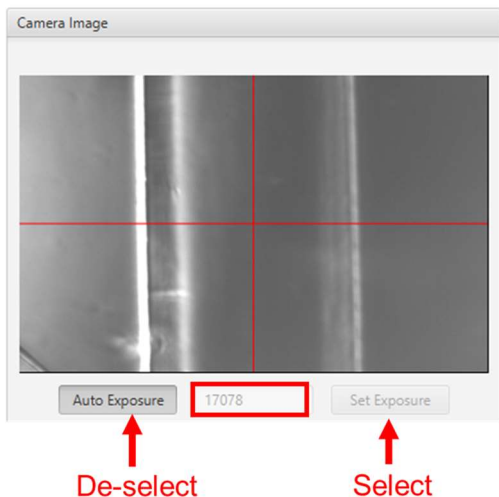 Camera Image
Auto Exposure
17078
Set Exposure
De-select
Select